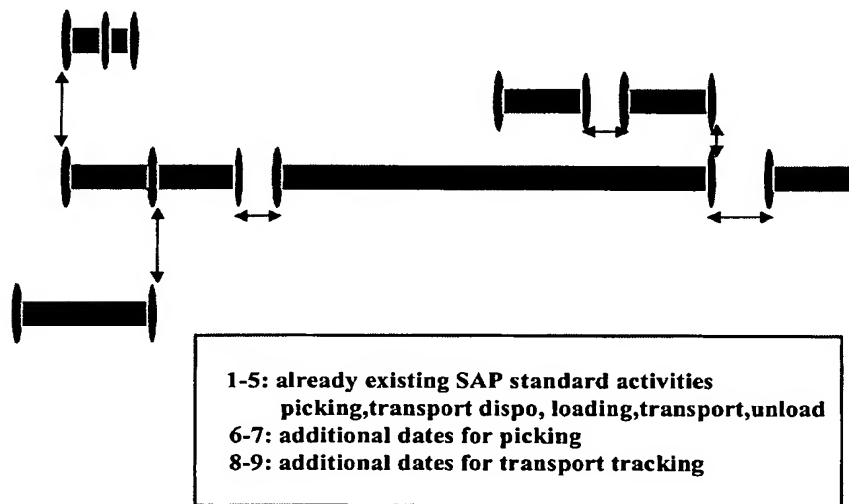 1-5: already existing SAP standard activities
picking,transport dispo, loading,transport,unload
6-7: additional dates for picking
8-9: additional dates for transport tracking